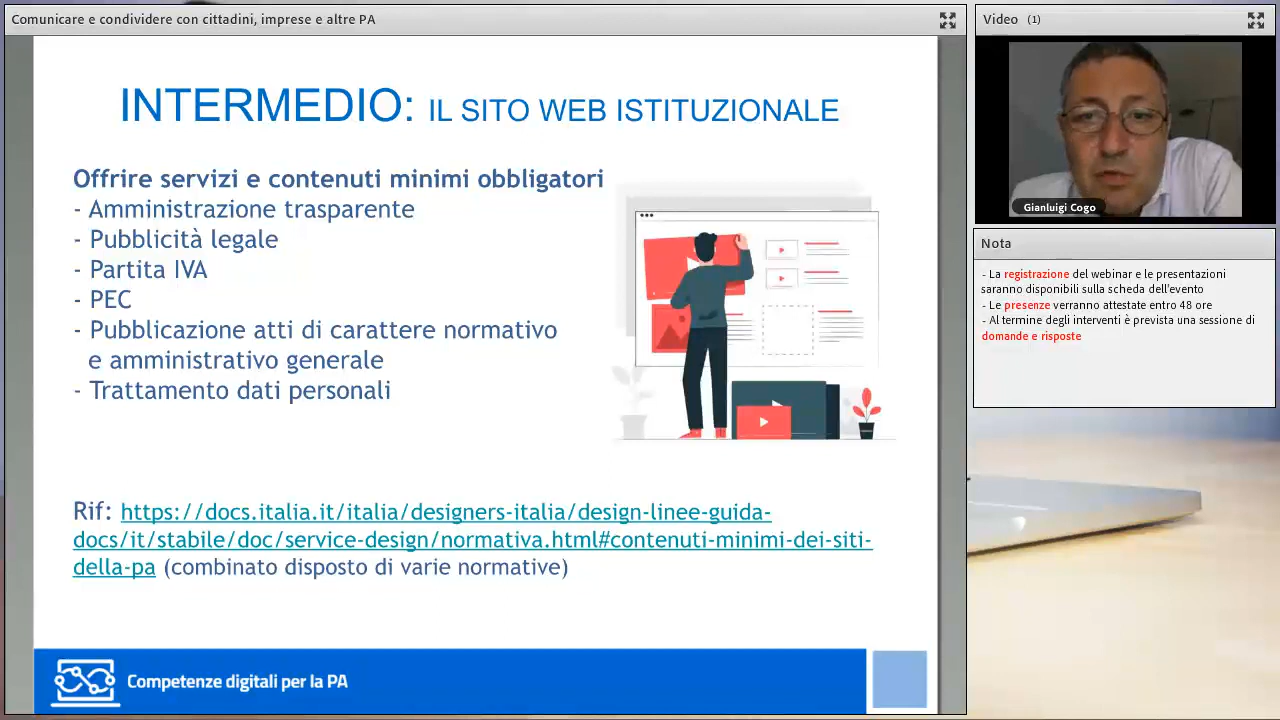 Comunicare e condividere con cittadini, imprese e altre PA
INTERMEDIO: IL SITO WEB ISTITUZIONALE
Offrire servizi e contenuti minimi obbligatori
- Amministrazione trasparente
- Pubblicità legale
- Partita IVA
- PEC
- Pubblicazione atti di carattere normativo
e amministrativo generale
- Trattamento dati personali
Rif: https://docs.italia.it/italia/designers-italia/design-linee-guida-
docs/it/stabile/doc/service-design/normativa.html#contenuti-minimi-dei-siti-
della-pa (combinato disposto di varie normative)
Competenze digitali per la PA
Video (1)
Gianluigi Cogo
Nota
- La registrazione del webinar e le presentazioni
saranno disponibili sulla scheda dell'evento
- Le presenze verranno attestate entro 48 ore
- Al termine degli interventi è prevista una sessione di
domande e risposte